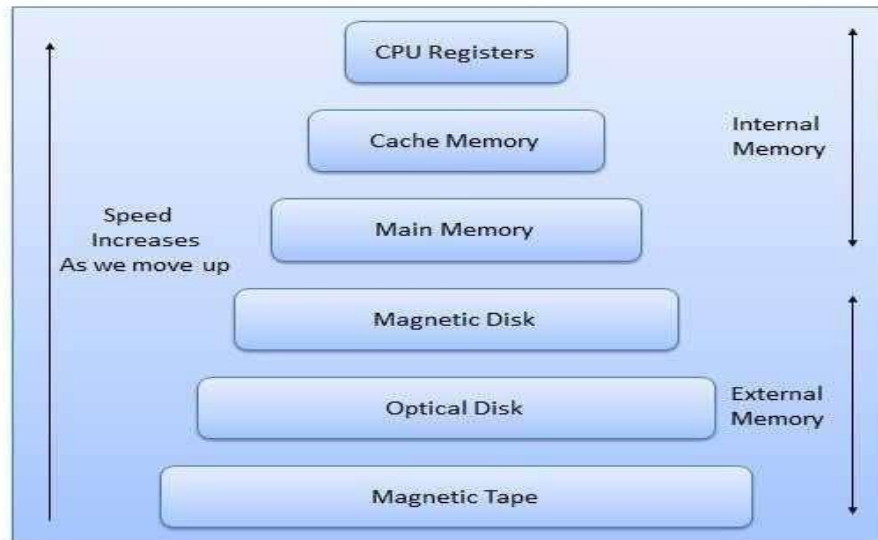 CPU Registers
Cache Memory
Internal
Memory
Main Memory
Speed
Increases
As we move up
Magnetic Disk
Optical Disk
External
Memory
Magnetic Tape